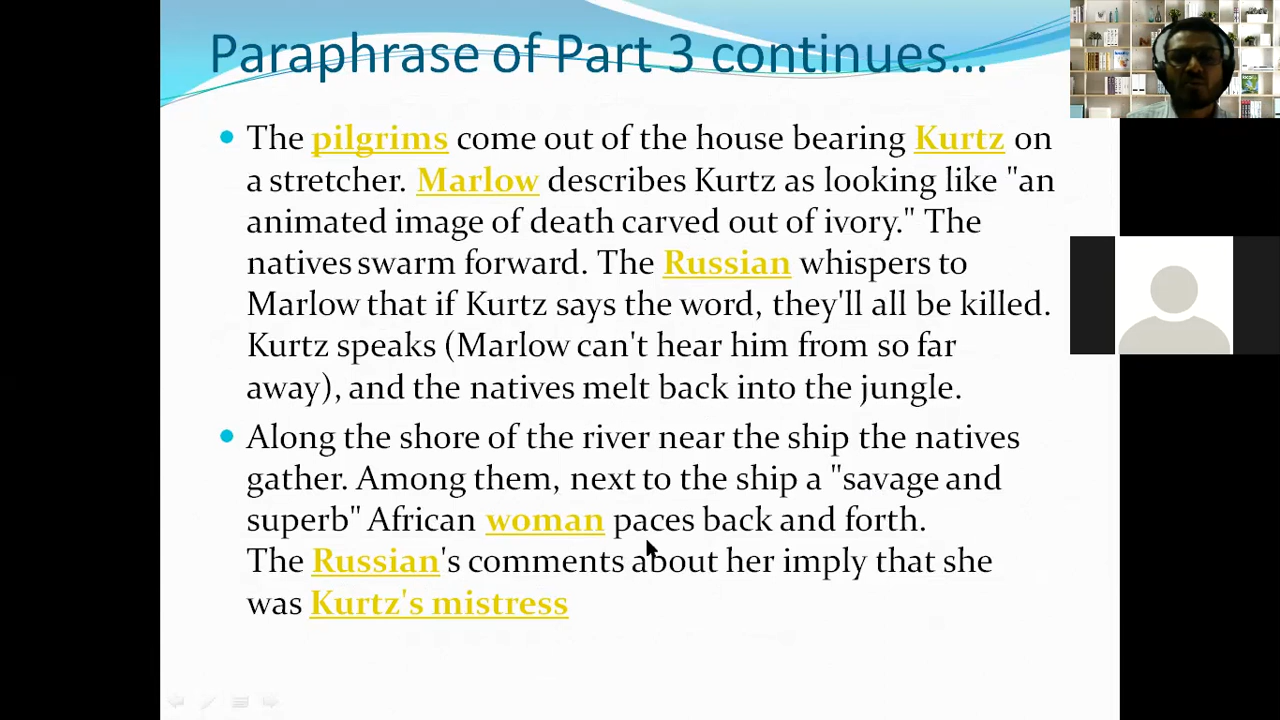 Paraphrase of Part 3 continues...
The pilgrims come out of the house bearing Kurtz on
a stretcher. Marlow describes Kurtz as looking like "an
animated image of death carved out of ivory." The
natives swarm forward. The Russian whispers to
Marlow that if Kurtz says the word, they'll all be killed.
Kurtz speaks (Marlow can't hear him from so far
away), and the natives melt back into the jungle.
Along the shore of the river near the ship the natives
gather. Among them, next to the ship a "savage and
superb" African woman paces back and forth.
The Russian's comments about her imply that she
was Kurtz's mistress